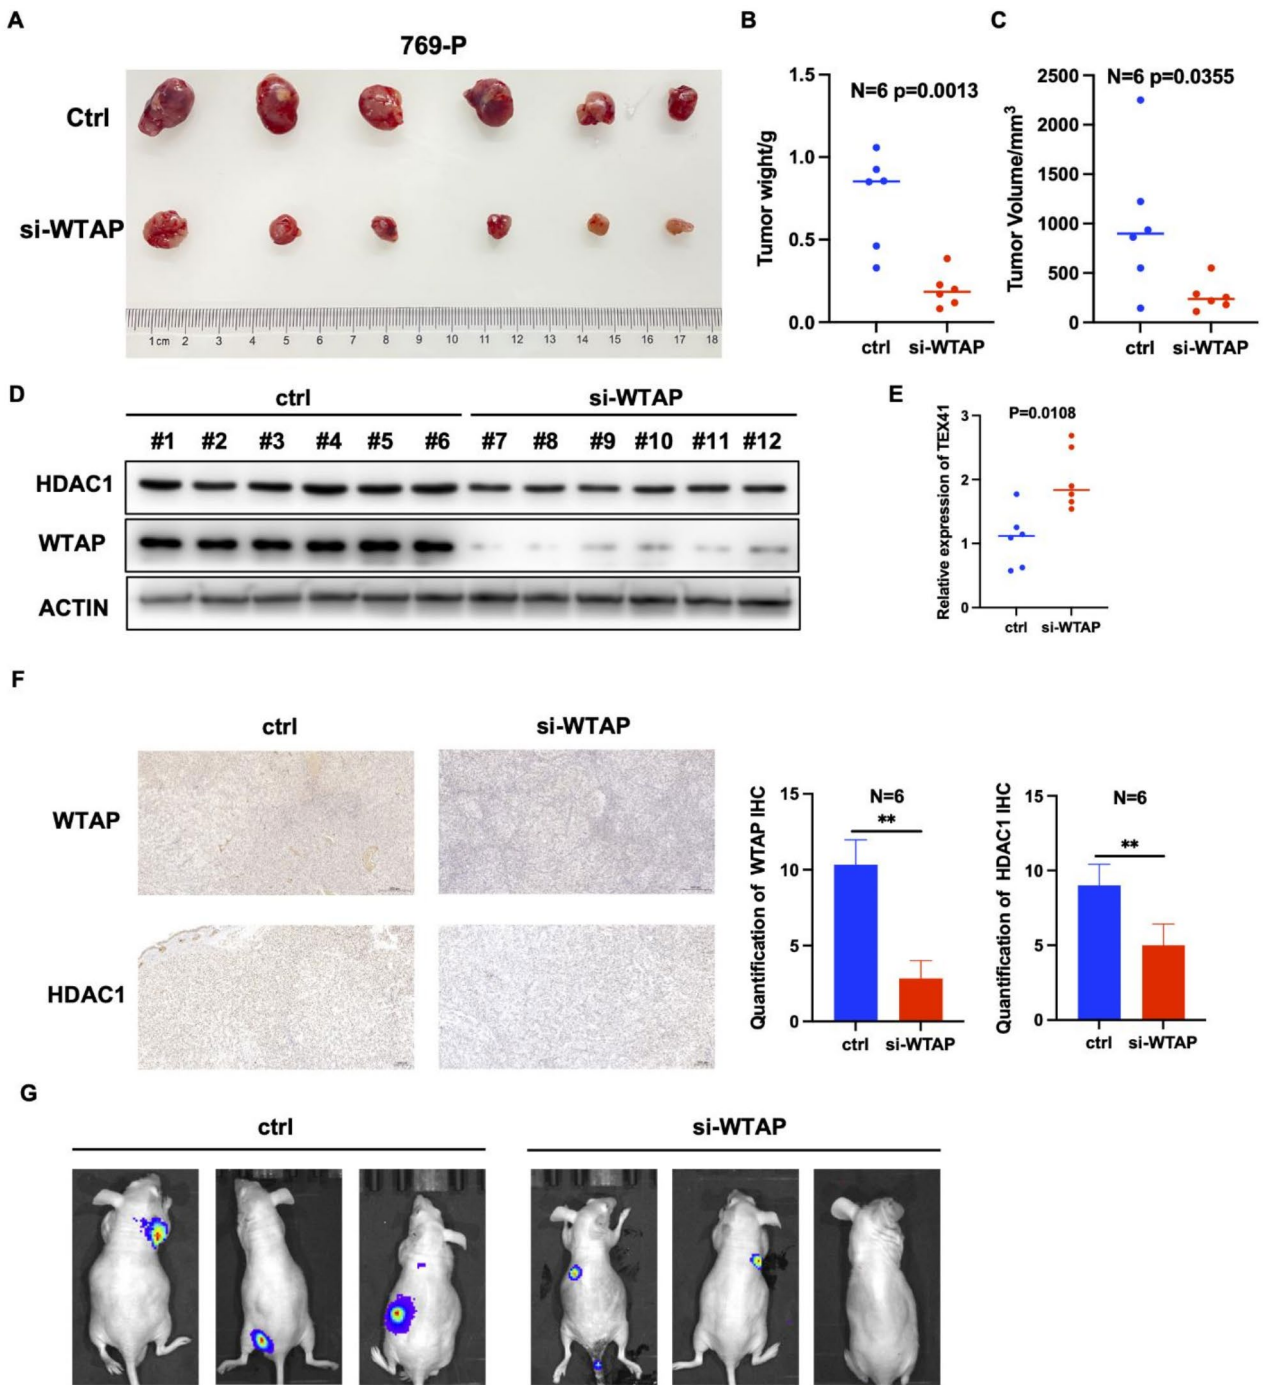 A
769-P
Ctrl
si-WTAP
1 cm 2 3 4 5 6 7 8 9 10 11 12 13 14 15 16 17 18
B
N=6 p=0.0013
Tumor wight/g
1.5
1.0
0.5
0.0
ctrl si-WTAP
C
N=6 p=0.0355
Tumor Volume/mm3
2500
2000
1500
1000
500
0
ctrl si-WTAP
D
ctrl si-WTAP
#1 #2 #3 #4 #5 #6 #7 #8 #9 #10 #11 #12
HDAC1
WTAP
ACTIN
E
P=0.0108
Relative expression of TEX41
3
2
1
0
ctrl si-WTAP
F
ctrl si-WTAP
WTAP
HDAC1
N=6
**
Quantification of WTAP IHC
15
10
5
0
ctrl si-WTAP
N=6
**
Quantification of HDAC1 IHC
15
10
5
0
ctrl si-WTAP
G
ctrl si-WTAP